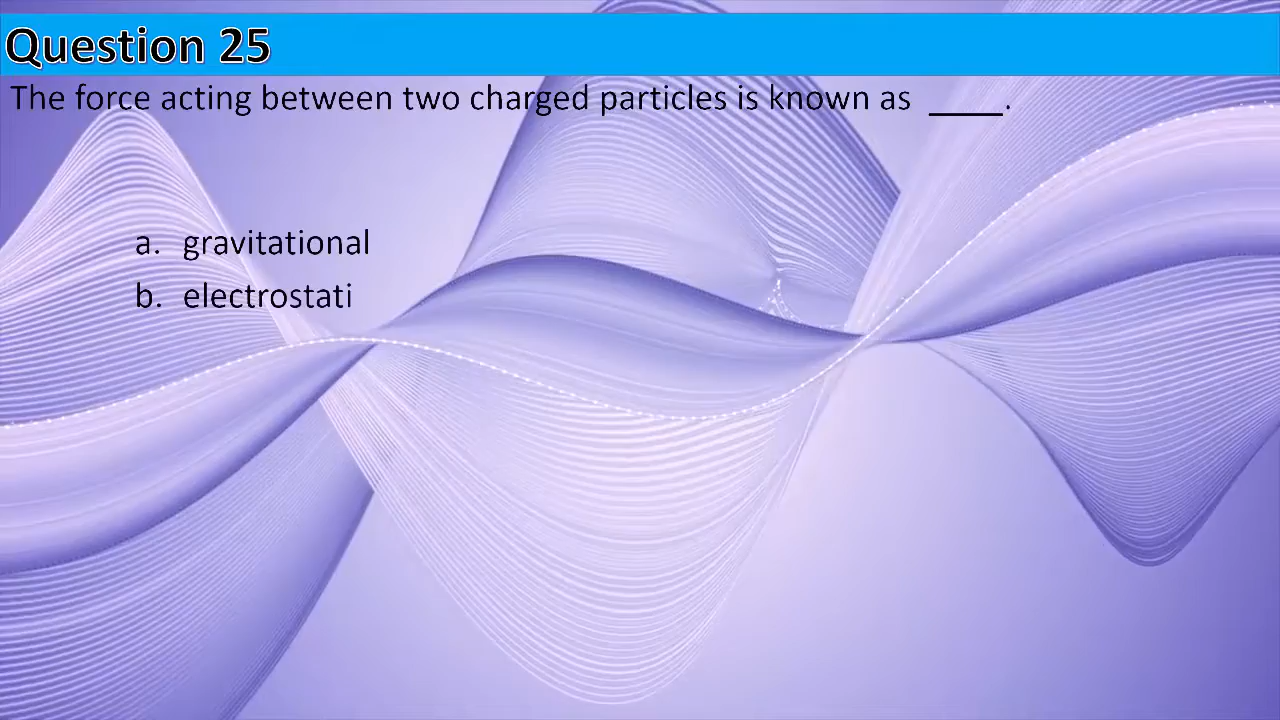 Question 25
The force acting between two charged particles is known as ____.
a. gravitational
b. electrostati